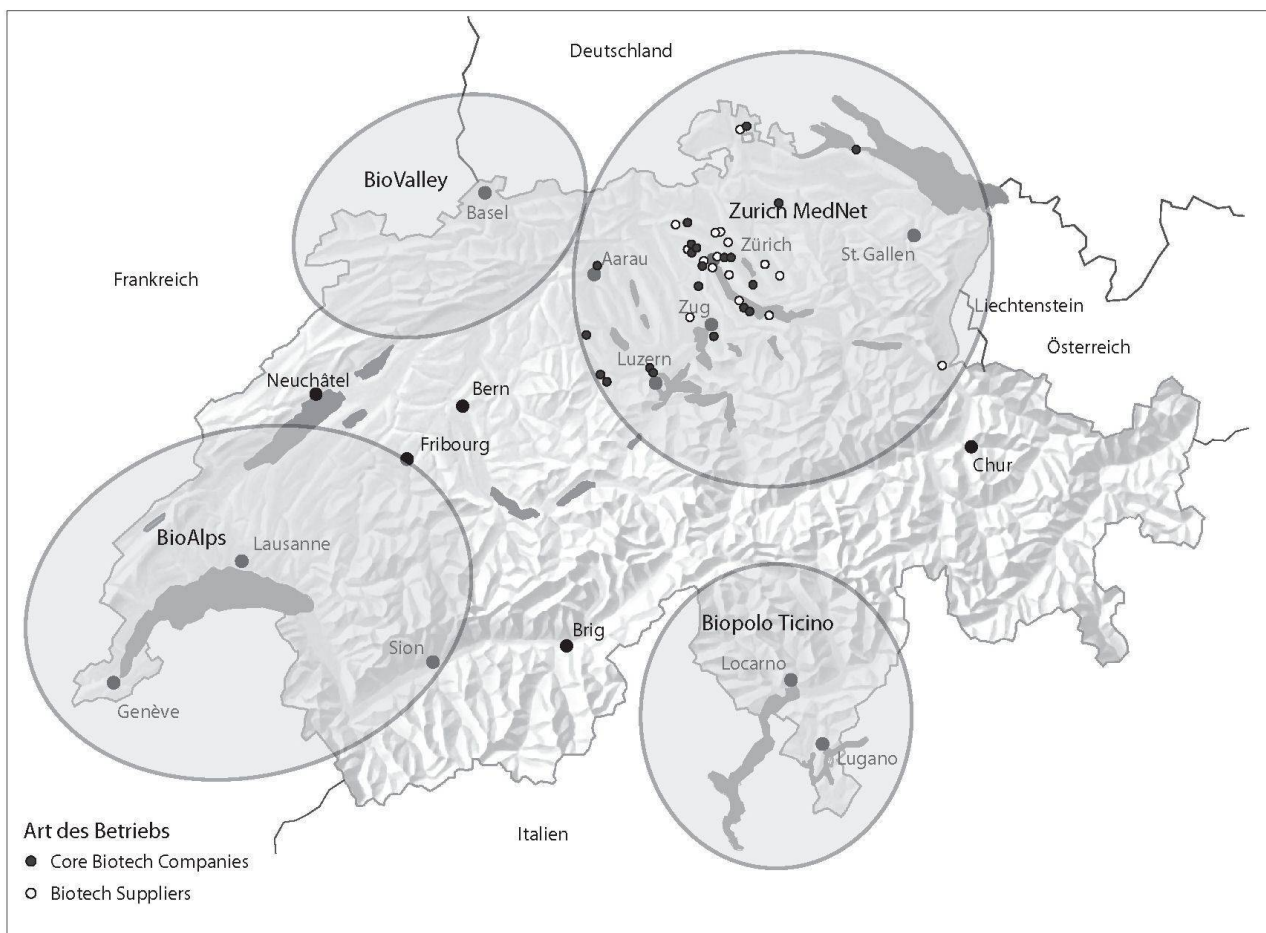 Deutschland
BioValley
Basel
Zurich MedNet
Zürich
St. Gallen
Aarau
Frankreich
Zug
Liechtenstein
Österreich
Luzern
Neuchâtel
Bern
Fribourg
Chur
BioAlps
Lausanne
Biopolo Ticino
Brig
Sion
Locarno
Genève
Lugano
Italien
Art des Betriebs
Core Biotech Companies
Biotech Suppliers